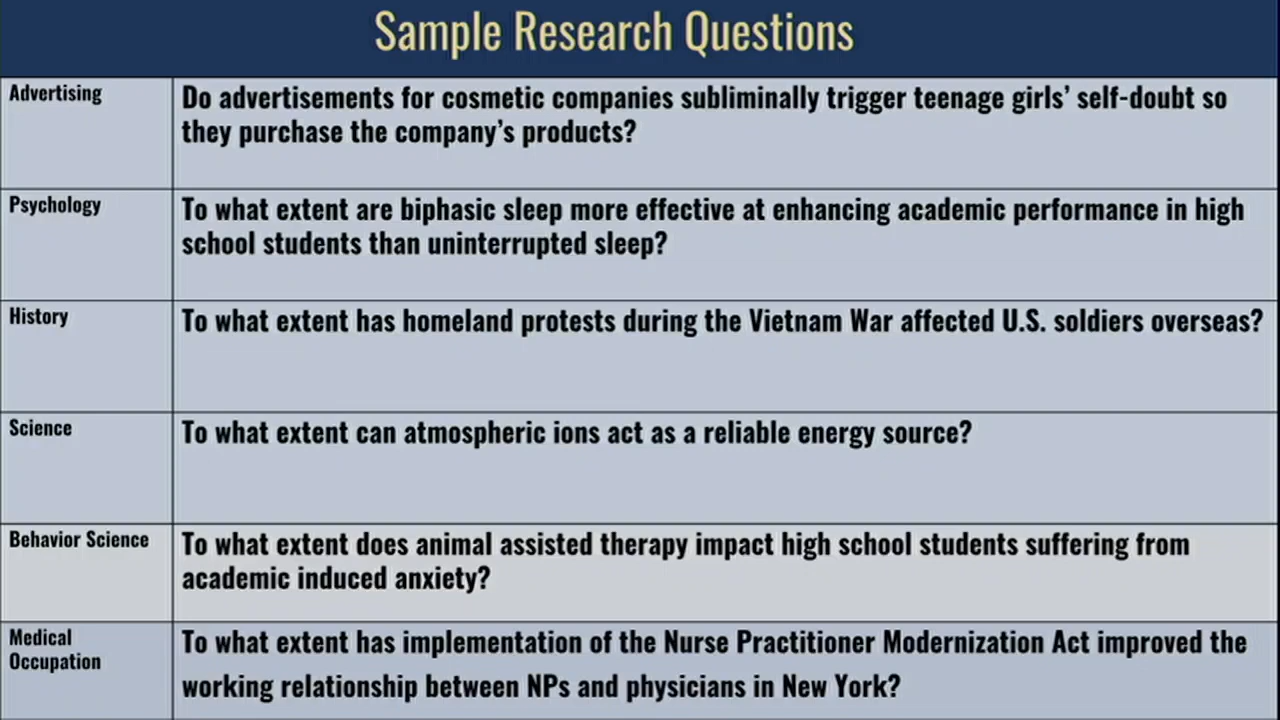 Sample Research Questions
Advertising
Do advertisements for cosmetic companies subliminally trigger teenage girls’ self-doubt so
they purchase the company’s products?
Psychology
To what extent are biphasic sleep more effective at enhancing academic performance in high
school students than uninterrupted sleep?
History
To what extent has homeland protests during the Vietnam War affected U.S. soldiers overseas?
Science
To what extent can atmospheric ions act as a reliable energy source?
Behavior Science
To what extent does animal assisted therapy impact high school students suffering from
academic induced anxiety?
Medical
Occupation
To what extent has implementation of the Nurse Practitioner Modernization Act improved the
working relationship between NPs and physicians in New York?